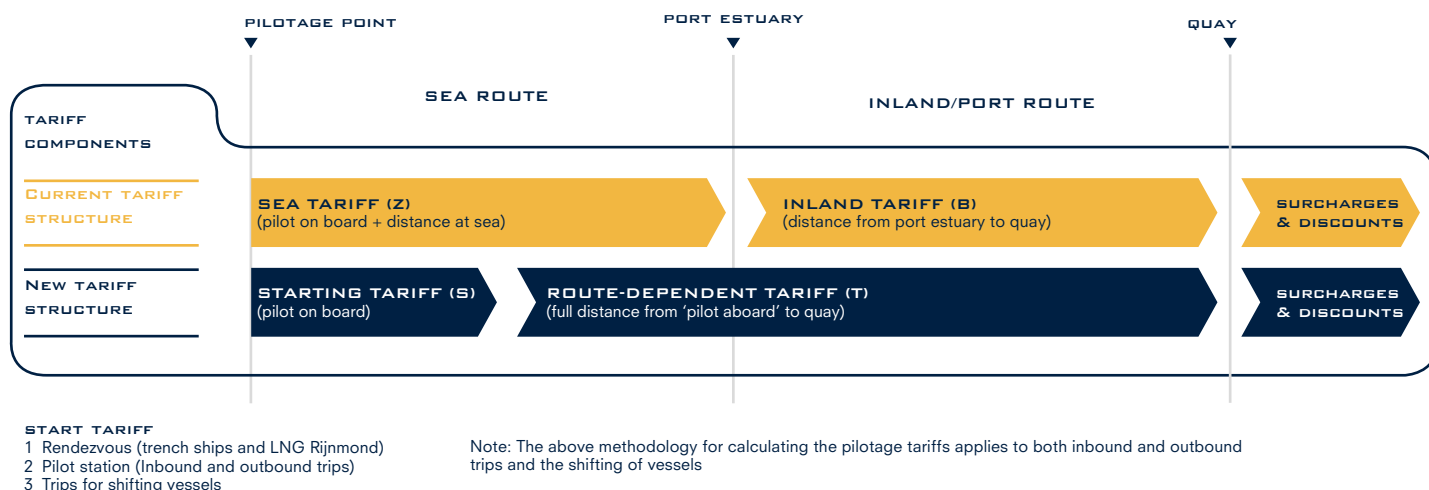 PILOTAGE POINT
PORT ESTUARY
QUAY
SEA ROUTE
INLAND/PORT ROUTE
TARIFF
COMPONENTS
CURRENT TARIFF
STRUCTURE
SEA TARIFF (Z)
(pilot on board + distance at sea)
INLAND TARIFF (B)
(distance from port estuary to quay)
SURCHARGES
& DISCOUNTS
NEW TARIFF
STRUCTURE
STARTING TARIFF (S)
(pilot on board)
ROUTE-DEPENDENT TARIFF (T)
(full distance from ‘pilot aboard’ to quay)
SURCHARGES
& DISCOUNTS
START TARIFF
1 Rendezvous (trench ships and LNG Rijnmond)
2 Pilot station (Inbound and outbound trips)
3 Trips for shifting vessels
Note: The above methodology for calculating the pilotage tariffs applies to both inbound and outbound
trips and the shifting of vessels